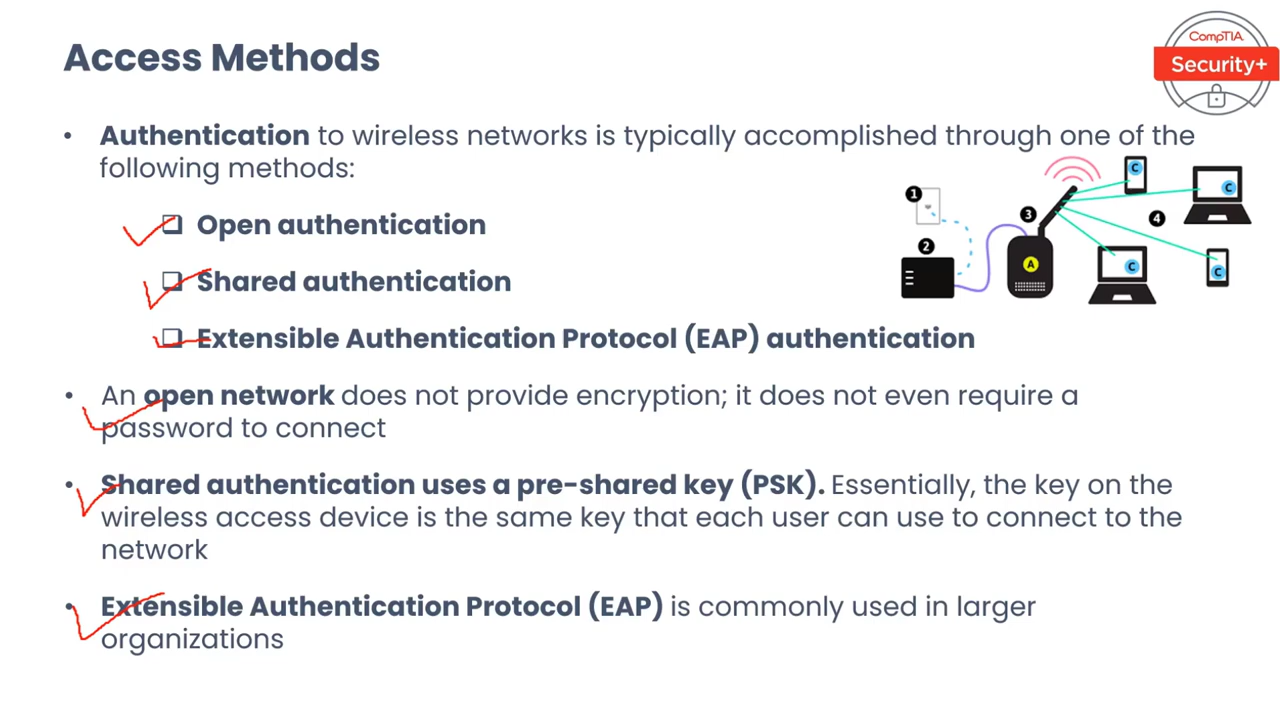 Access Methods
CompTIA
Security+
• Authentication to wireless networks is typically accomplished through one of the
following methods:
❑ Open authentication
❑ Shared authentication
❑ Extensible Authentication Protocol (EAP) authentication
1
2
3
4
A
C
C
C
C
• An open network does not provide encryption; it does not even require a
password to connect
• Shared authentication uses a pre-shared key (PSK). Essentially, the key on the
wireless access device is the same key that each user can use to connect to the
network
• Extensible Authentication Protocol (EAP) is commonly used in larger
organizations